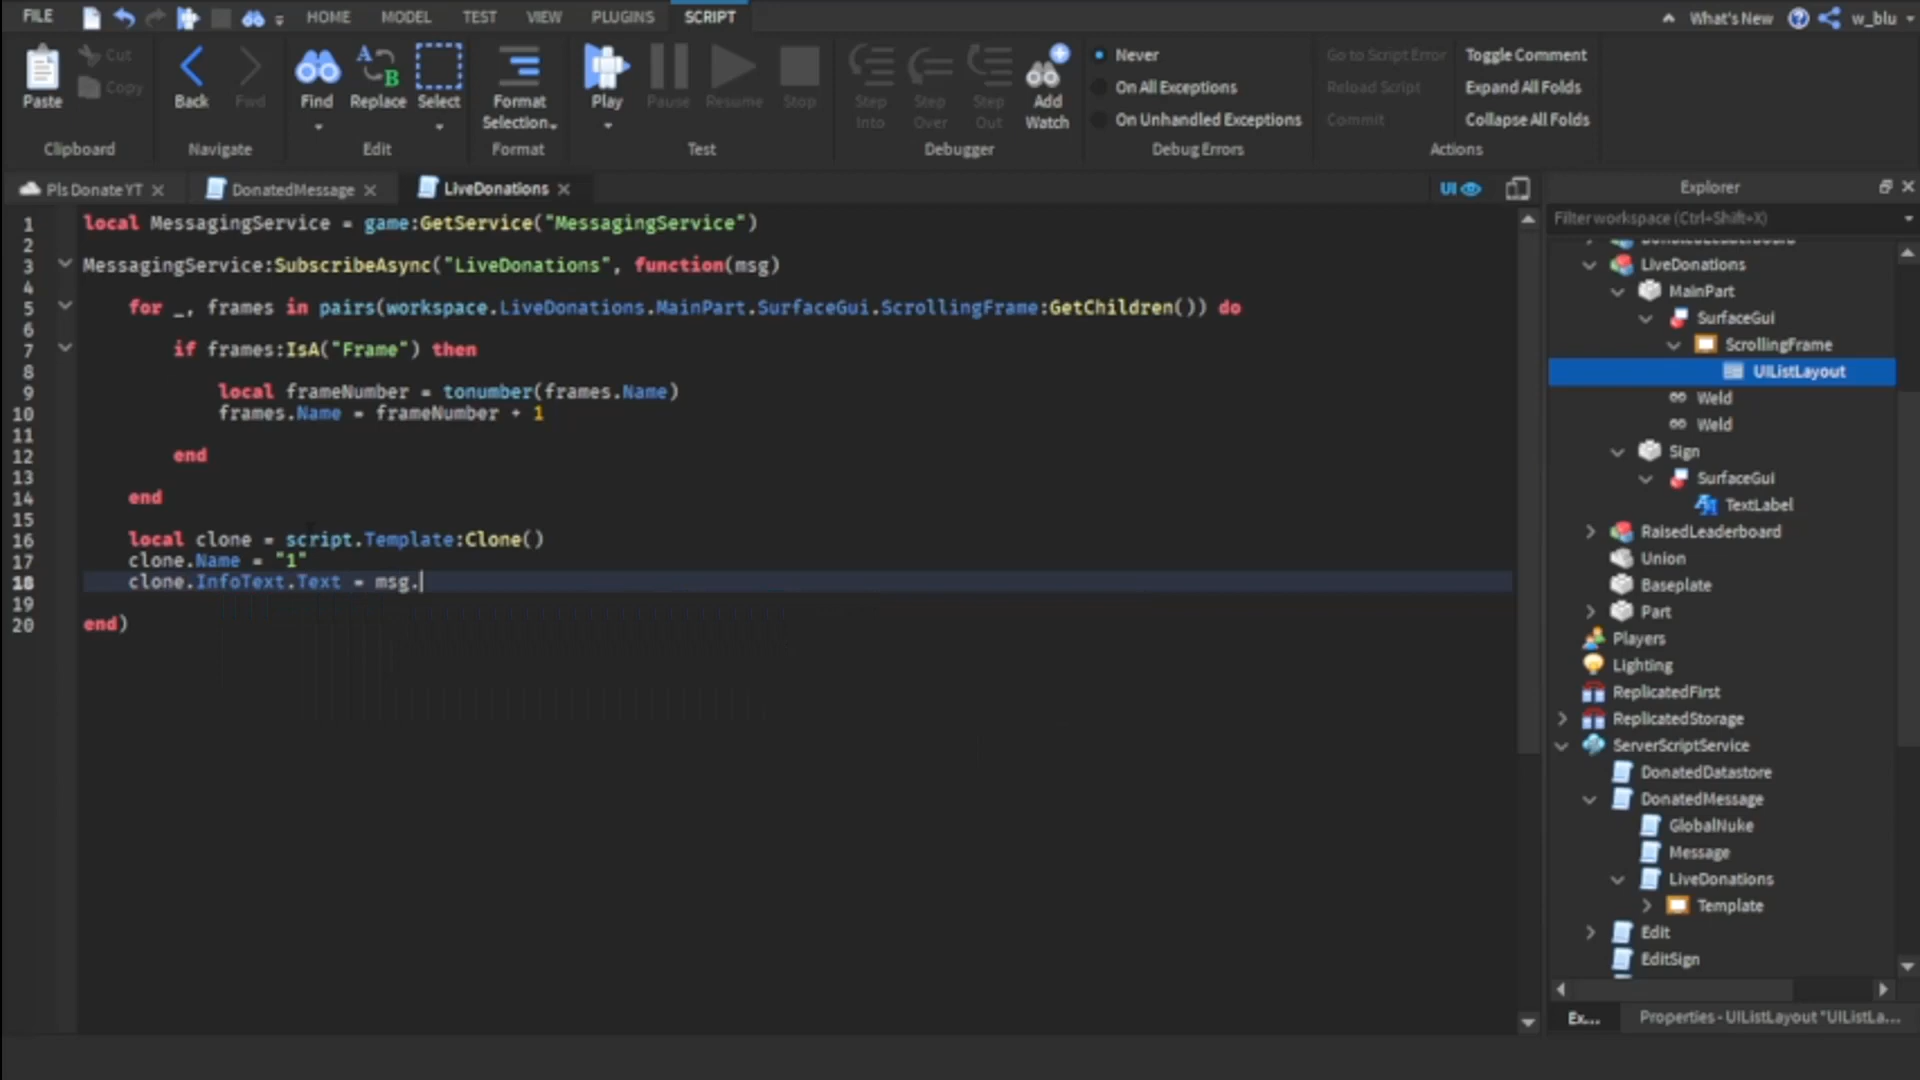 FILE HOME MODEL TEST VIEW PLUGINS SCRIPT What's New w_blu
Paste Cut Copy
Clipboard
Back Fwd
Navigate
Find Replace Select
Edit
Format Selection
Format
Play Pause Resume Stop
Test
Step Into Step Over Step Out Add Watch
Debugger
Never
On All Exceptions
On Unhandled Exceptions
Debug Errors
Go to Script Error Toggle Comment
Reload Script Expand All Folds
Commit Collapse All Folds
Actions
Pls Donate YT DonatedMessage LiveDonations UI
1 local MessagingService = game:GetService("MessagingService")
2
3 MessagingService:SubscribeAsync("LiveDonations", function(msg)
4
5 for _, frames in pairs(workspace.LiveDonations.MainPart.SurfaceGui.ScrollingFrame:GetChildren()) do
6
7 if frames:IsA("Frame") then
8
9 local frameNumber = tonumber(frames.Name)
10 frames.Name = frameNumber + 1
11
12 end
13
14 end
15
16 local clone = script.Template:Clone()
17 clone.Name = "1"
18 clone.InfoText.Text = msg.
19
20 end)
Explorer
Filter workspace (Ctrl+Shift+X)
LiveDonations
MainPart
SurfaceGui
ScrollingFrame
UIListLayout
Weld
Weld
Sign
SurfaceGui
TextLabel
RaisedLeaderboard
Union
Baseplate
Part
Players
Lighting
ReplicatedFirst
ReplicatedStorage
ServerScriptService
DonatedDatastore
DonatedMessage
GlobalNuke
Message
LiveDonations
Template
Edit
EditSign
Ex... Properties - UIListLayout "UIListLa...